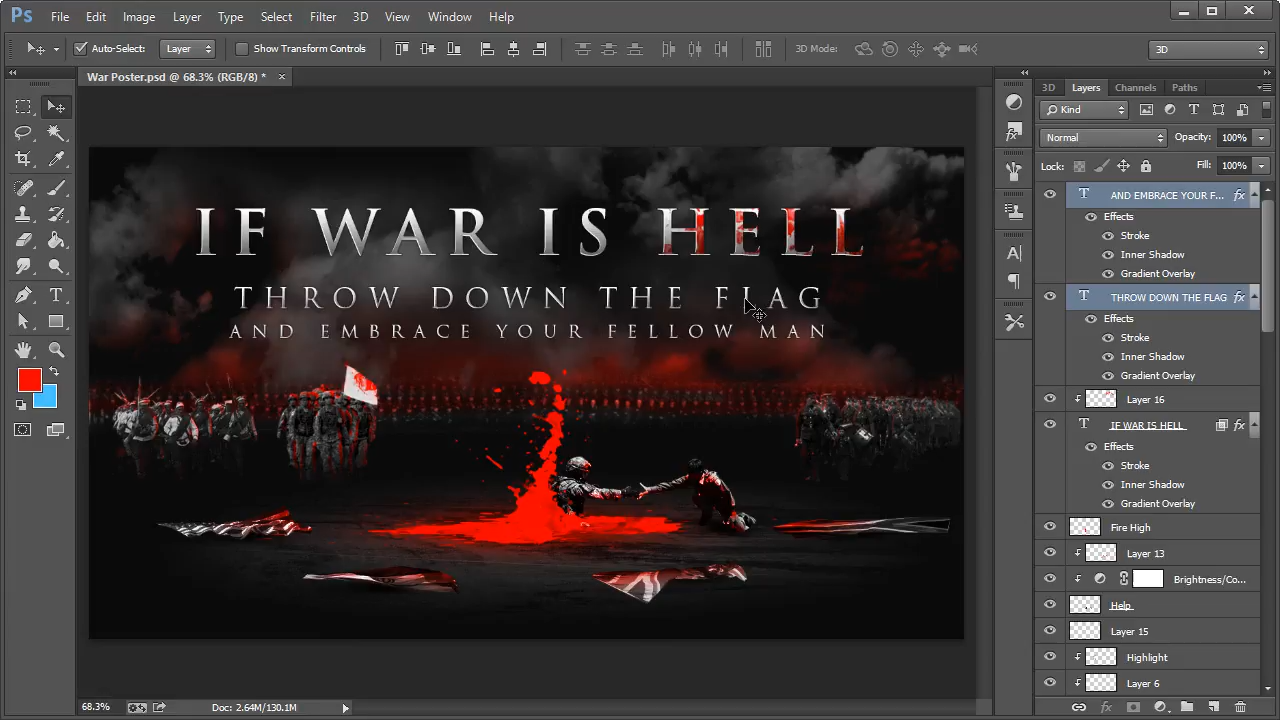 Ps File Edit Image Layer Type Select Filter 3D View Window Help
Auto-Select: Layer Show Transform Controls 3D Mode: 3D
War Poster.psd @ 68.3% (RGB/8) * ×
3D Layers Channels Paths
Kind
Normal Opacity: 100%
Lock: Fill: 100%
IF WAR IS HELL
THROW DOWN THE FLAG
AND EMBRACE YOUR FELLOW MAN
T AND EMBRACE YOUR F... fx
Effects
Stroke
Inner Shadow
Gradient Overlay
T THROW DOWN THE FLAG fx
Effects
Stroke
Inner Shadow
Gradient Overlay
Layer 16
T IF WAR IS HELL fx
Effects
Stroke
Inner Shadow
Gradient Overlay
Fire High
Layer 13
Brightness/Co...
Help
Layer 15
Highlight
Layer 6
68.3% Doc: 2.64M/130.1M